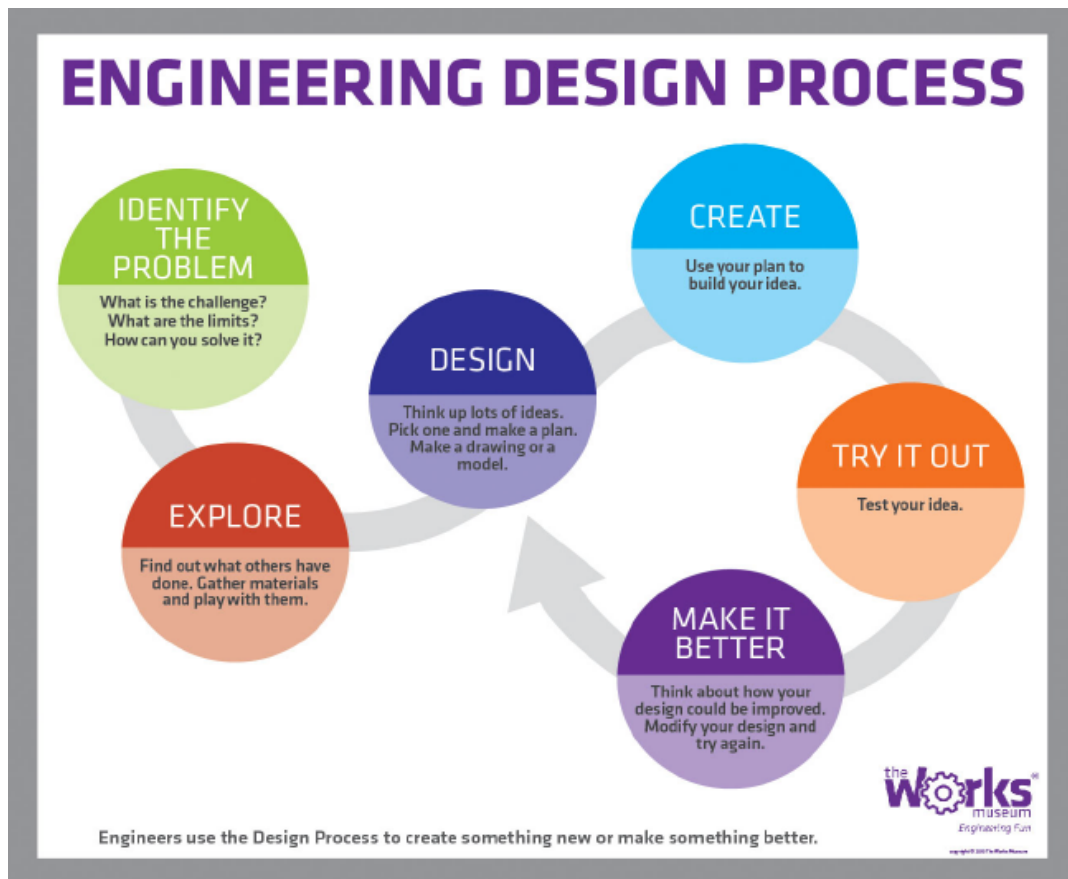 ENGINEERING DESIGN PROCESS
IDENTIFY
THE
PROBLEM
What is the challenge?
What are the limits?
How can you solve it?
EXPLORE
Find out what others have
done. Gather materials
and play with them.
DESIGN
Think up lots of ideas.
Pick one and make a plan.
Make a drawing or a
model.
CREATE
Use your plan to
build your idea.
TRY IT OUT
Test your idea.
MAKE IT
BETTER
Think about how your
design could be improved.
Modify your design and
try again.
the
Works®
museum
Engineering Fun
Engineers use the Design Process to create something new or make something better.